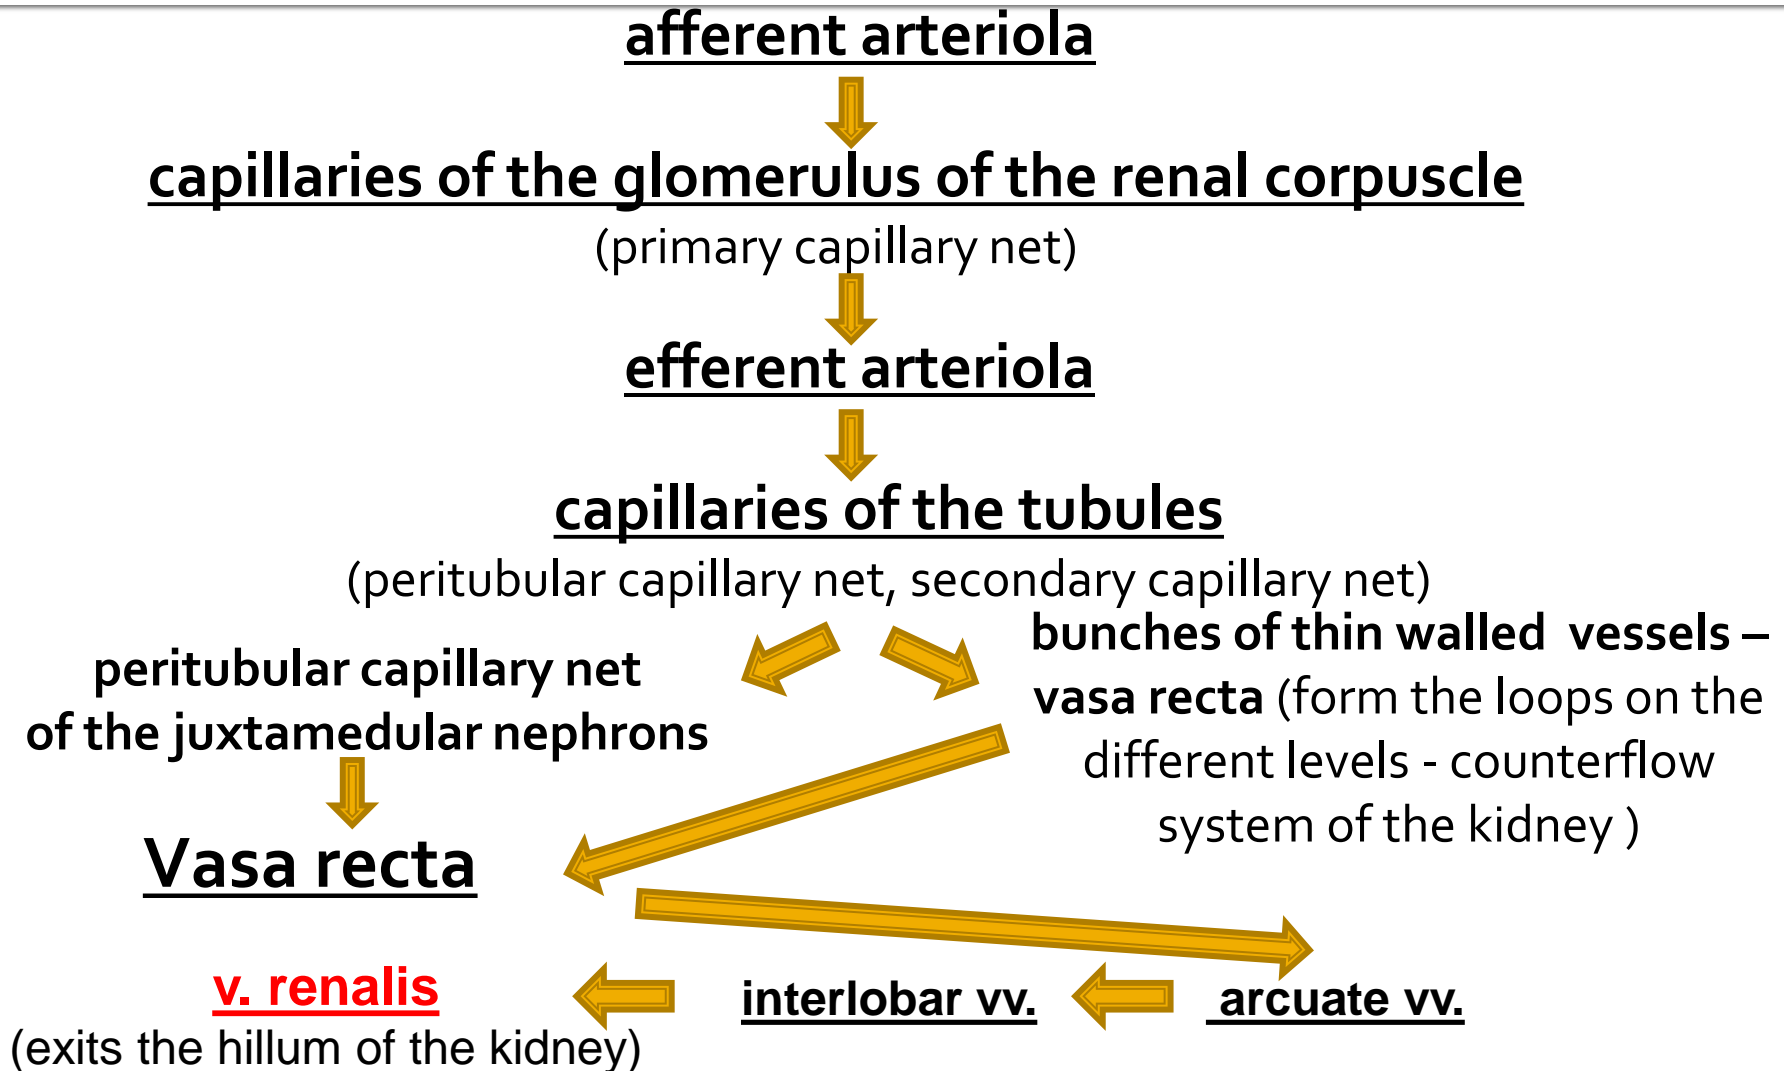 afferent arteriola
capillaries of the glomerulus of the renal corpuscle
(primary capillary net)
efferent arteriola
capillaries of the tubules
(peritubular capillary net, secondary capillary net)
peritubular capillary net
of the juxtamedular nephrons
bunches of thin walled vessels –
vasa recta (form the loops on the
different levels - counterflow
system of the kidney )
Vasa recta
v. renalis
(exits the hillum of the kidney)
interlobar vv.
arcuate vv.